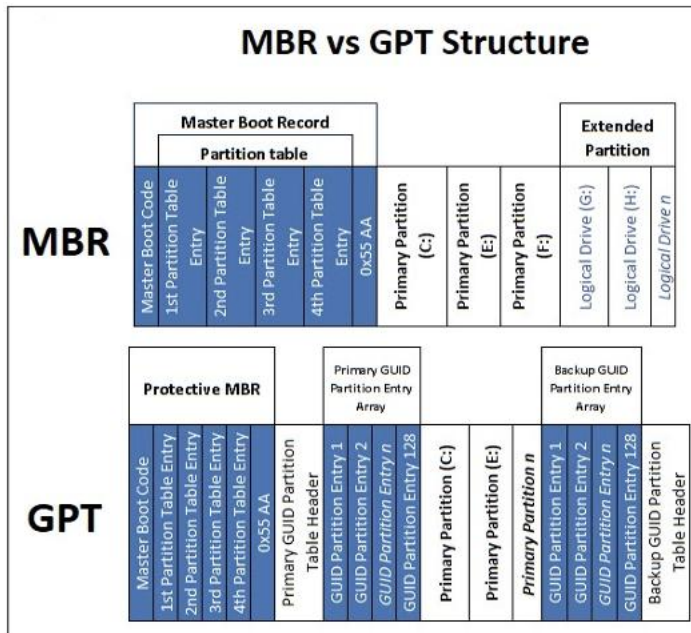 MBR vs GPT Structure
Master Boot Record
Partition table
Extended
Partition
MBR
Master Boot Code
1st Partition Table
Entry
2nd Partition Table
Entry
3rd Partition Table
Entry
4th Partition Table
Entry
0x55 AA
Primary Partition
(C:)
Primary Partition
(E:)
Primary Partition
(F:)
Logical Drive (G:)
Logical Drive (H:)
Logical Drive n
Protective MBR
Primary GUID
Partition Entry
Array
Backup GUID
Partition Entry
Array
GPT
Master Boot Code
1st Partition Table Entry
2nd Partition Table Entry
3rd Partition Table Entry
4th Partition Table Entry
0x55 AA
Primary GUID Partition
Table Header
GUID Partition Entry 1
GUID Partition Entry 2
GUID Partition Entry n
GUID Partition Entry 128
Primary Partition (C:)
Primary Partition (E:)
Primary Partition n
GUID Partition Entry 1
GUID Partition Entry 2
GUID Partition Entry n
GUID Partition Entry 128
Backup GUID Partition
Table Header